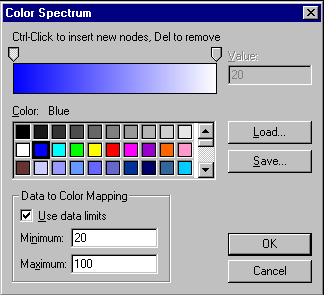 Color Spectrum
Ctrl-Click to insert new nodes, Del to remove
Value:
20
Color: Blue
Load...
Save...
Data to Color Mapping
Use data limits
Minimum: 20
Maximum: 100
OK
Cancel